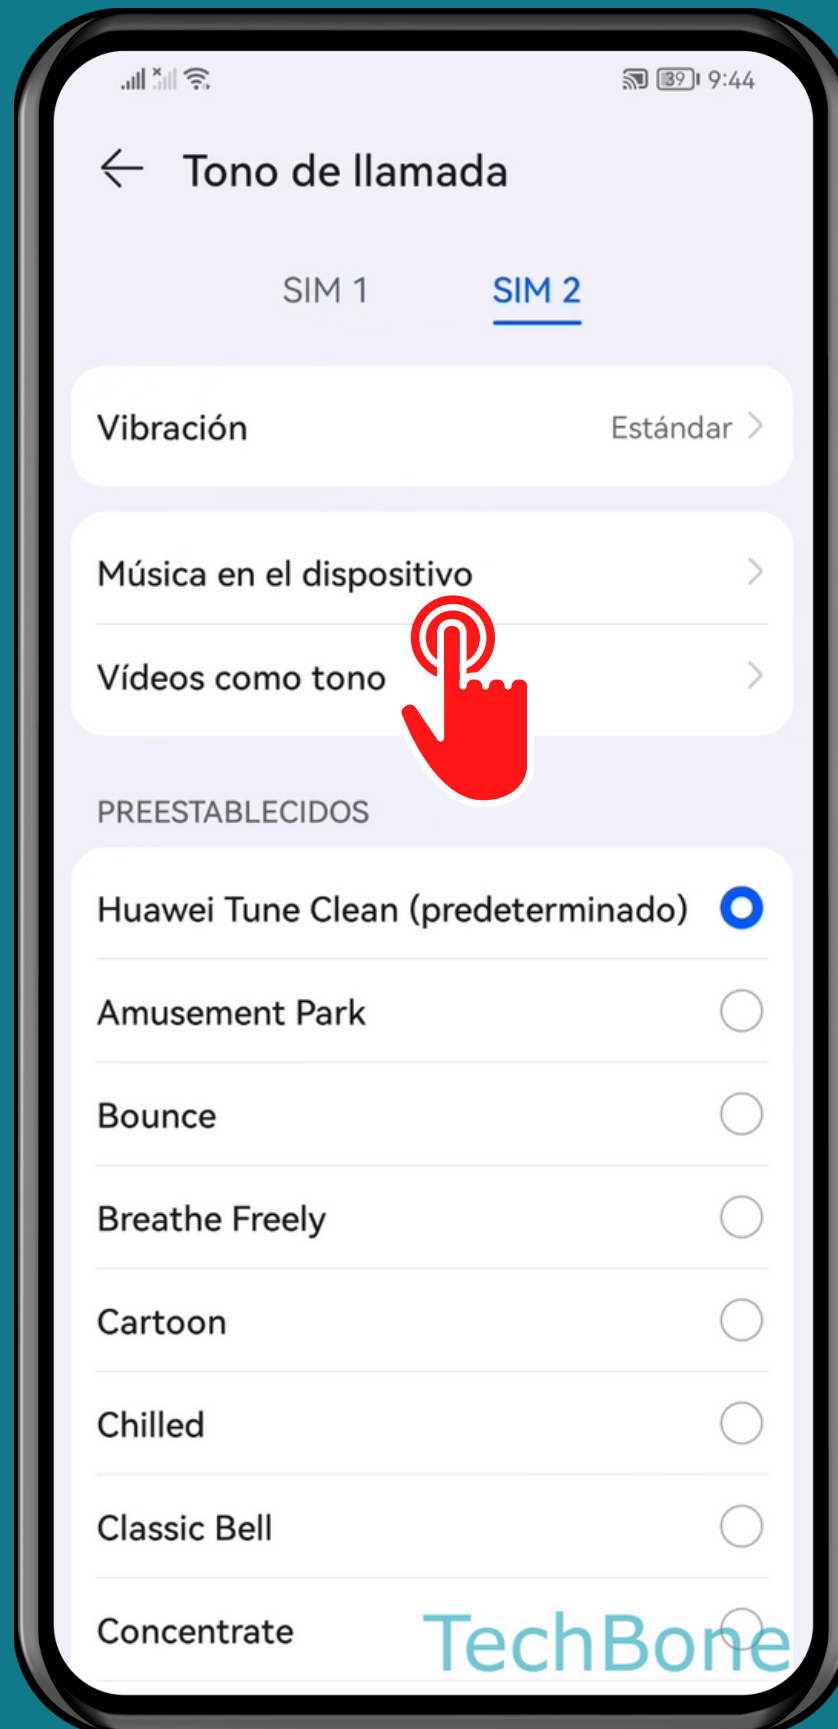 39 9:44
Tono de llamada
SIM 1 SIM 2
Vibración Estándar
Música en el dispositivo
Vídeos como tono
PREESTABLECIDOS
Huawei Tune Clean (predeterminado)
Amusement Park
Bounce
Breathe Freely
Cartoon
Chilled
Classic Bell
Concentrate
TechBone